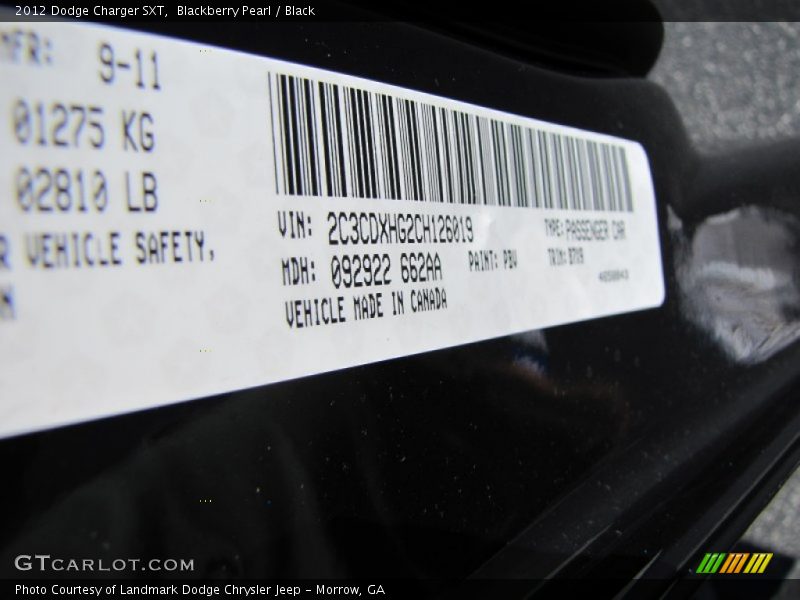 2012 Dodge Charger SXT, Blackberry Pearl / Black
MFR: 9-11
01275 KG
02810 LB
VEHICLE SAFETY,
VIN: 2C3CDXHG2CH126019
TYPE: PASSENGER CAR
MDH: 092922 662AA
PAINT: PBV
TRIM:
VEHICLE MADE IN CANADA
GTCARLOT.COM
Photo Courtesy of Landmark Dodge Chrysler Jeep - Morrow, GA